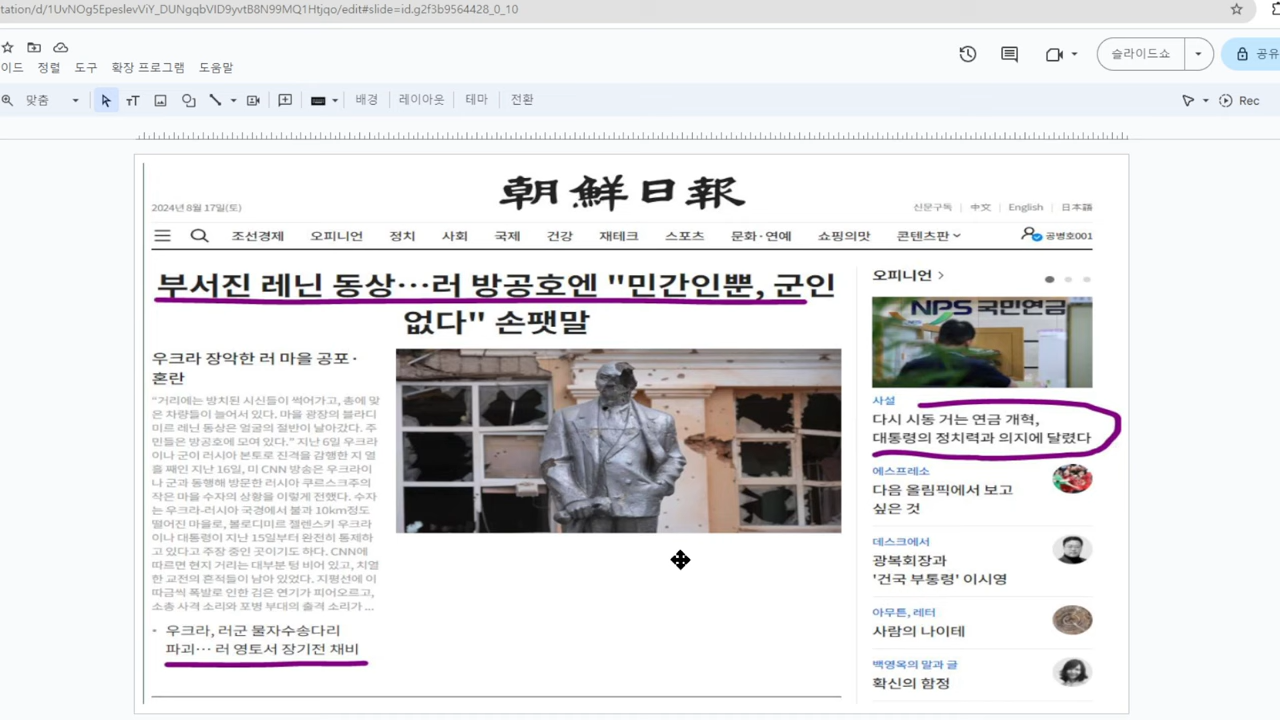 tation/d/1UvNOg5EpeslevViY_DUNgqbVID9yvtB8N99MQ1Htjqo/edit#slide=id.g2f3b9564428_0_10
이드 정렬 도구 확장 프로그램 도움말
슬라이드쇼
공유
맞춤
배경 레이아웃 테마 전환
Rec
朝鮮日報
2024년 8월 17일(토)
신문구독 | 中文 | English | 日本語
조선경제 오피니언 정치 사회 국제 건강 재테크 스포츠 문화·연예 쇼핑의맛 콘텐츠판
공병호001
부서진 레닌 동상…러 방공호엔 "민간인뿐, 군인
없다" 손팻말
우크라 장악한 러 마을 공포·
혼란
"거리에는 방치된 시신들이 썩어가고, 총에 맞
은 차량들이 늘어서 있다. 마을 광장의 블라디
미르 레닌 동상은 얼굴의 절반이 날아갔다. 주
민들은 방공호에 모여 있다." 지난 6일 우크라
이나 군이 러시아 본토로 진격을 감행한 지 열
흘 째인 지난 16일, 미 CNN 방송은 우크라이
나 군과 동행해 방문한 러시아 쿠르스크주의
작은 마을 수자의 상황을 이렇게 전했다. 수자
는 우크라-러시아 국경에서 불과 10km정도
떨어진 마을로, 볼로디미르 젤렌스키 우크라
이나 대통령이 지난 15일부터 완전히 통제하
고 있다고 주장 중인 곳이기도 하다. CNN에
따르면 현지 거리는 대부분 텅 비어 있고, 치열
한 교전의 흔적들이 남아 있었다. 지평선에 이
따금씩 폭발로 인한 검은 연기가 피어오르고,
소총 사격 소리와 포병 부대의 출격 소리가 ...
우크라, 러군 물자수송다리
파괴… 러 영토서 장기전 채비
오피니언
NPS 국민연금
사설
다시 시동 거는 연금 개혁,
대통령의 정치력과 의지에 달렸다
에스프레소
다음 올림픽에서 보고
싶은 것
데스크에서
광복회장과
'건국 부통령' 이시영
아무튼, 레터
사람의 나이테
백영옥의 말과 글
확신의 함정